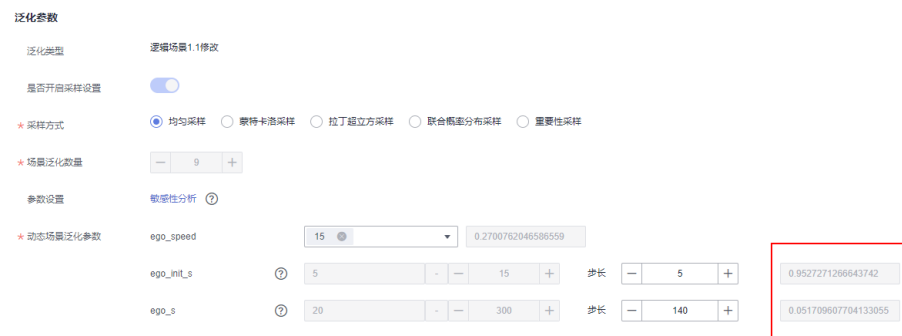 泛化参数
泛化类型 逻辑场景1.1修改
是否开启采样设置
* 采样方式 均匀采样 蒙特卡洛采样 拉丁超立方采样 联合概率分布采样 重要性采样
* 场景泛化数量 — 9 +
参数设置 敏感性分析 ?
* 动态场景泛化参数 ego_speed 15 0.2700762046586559
ego_init_s ? 5 - — 15 + 步长 — 5 + 0.9527271266643742
ego_s ? 20 - — 300 + 步长 — 140 + 0.051709607704133055